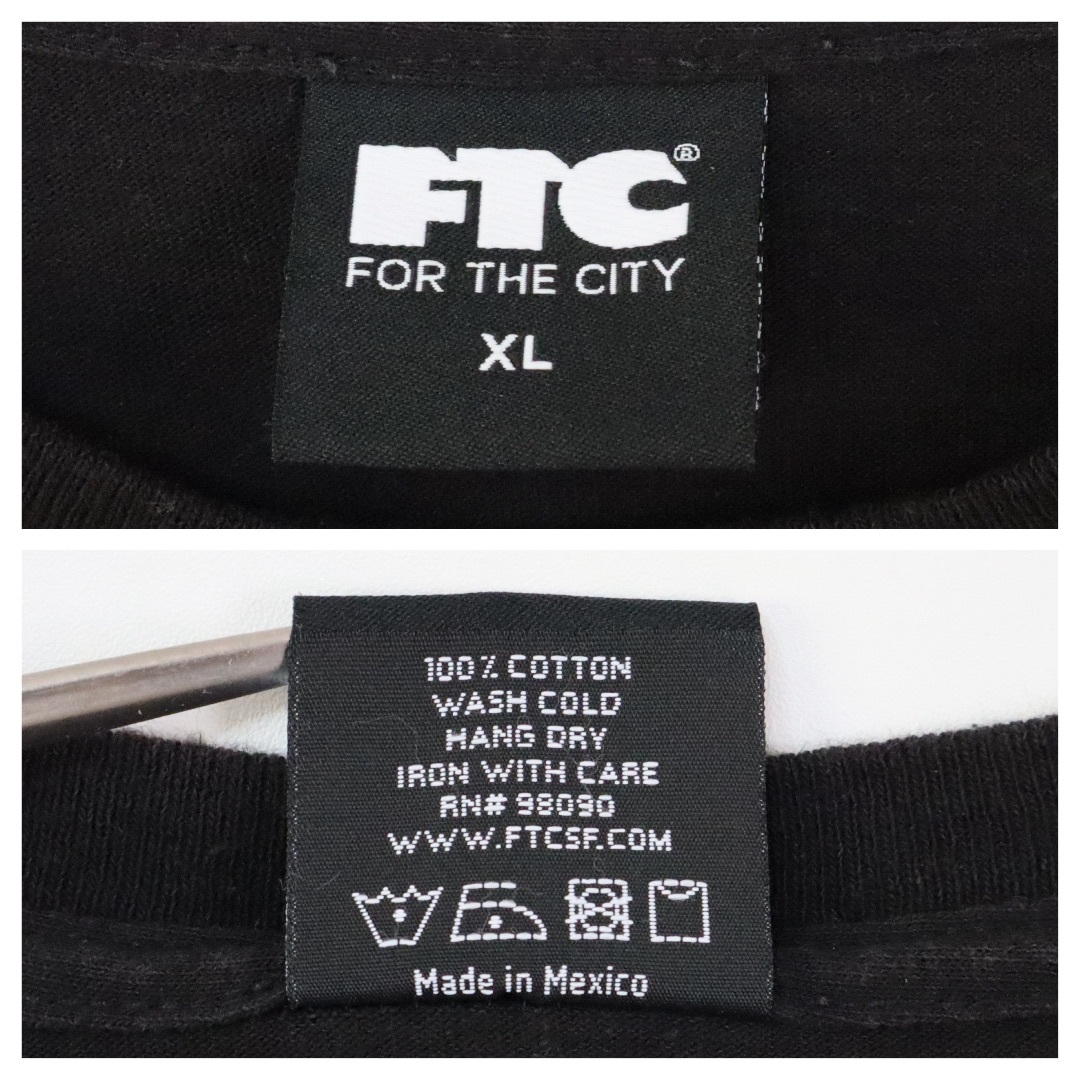 FTC®
FOR THE CITY
XL
100% COTTON
WASH COLD
HANG DRY
IRON WITH CARE
RN# 98090
WWW.FTCSF.COM
Made in Mexico